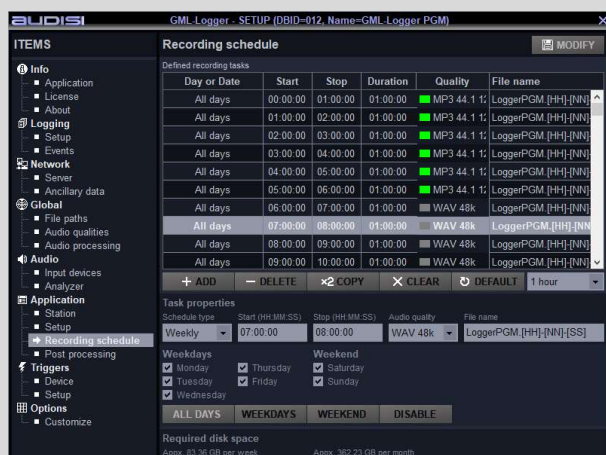 AUDISI
GML-Logger - SETUP (DBID=012, Name=GML-Logger PGM)
ITEMS
Info
Application
License
About
Logging
Setup
Events
Network
Server
Ancillary data
Global
File paths
Audio qualities
Audio processing
Audio
Input devices
Analyzer
Application
Station
Setup
Recording schedule
Post processing
Triggers
Device
Setup
Options
Customize
Recording schedule
MODIFY
Defined recording tasks
Day or Date Start Stop Duration Quality File name
All days 00:00:00 01:00:00 01:00:00 MP3 44.1 12 LoggerPGM.[HH]-[NN]-
All days 01:00:00 02:00:00 01:00:00 MP3 44.1 12 LoggerPGM.[HH]-[NN]-
All days 02:00:00 03:00:00 01:00:00 MP3 44.1 12 LoggerPGM.[HH]-[NN]-
All days 03:00:00 04:00:00 01:00:00 MP3 44.1 12 LoggerPGM.[HH]-[NN]-
All days 04:00:00 05:00:00 01:00:00 MP3 44.1 12 LoggerPGM.[HH]-[NN]-
All days 05:00:00 06:00:00 01:00:00 MP3 44.1 12 LoggerPGM.[HH]-[NN]-
All days 06:00:00 07:00:00 01:00:00 WAV 48k LoggerPGM.[HH]-[NN]-
All days 07:00:00 08:00:00 01:00:00 WAV 48k LoggerPGM.[HH]-[NN
All days 08:00:00 09:00:00 01:00:00 WAV 48k LoggerPGM.[HH]-[NN]-
All days 09:00:00 10:00:00 01:00:00 WAV 48k LoggerPGM.[HH]-[NN]-
+ ADD - DELETE x2 COPY X CLEAR DEFAULT 1 hour
Task properties
Schedule type Start (HH:MM:SS) Stop (HH:MM:SS) Audio quality File name
Weekly 07:00:00 08:00:00 WAV 48k LoggerPGM.[HH]-[NN]-[SS]
Weekdays Weekend
Monday Thursday Saturday
Tuesday Friday Sunday
Wednesday
ALL DAYS WEEKDAYS WEEKEND DISABLE
Required disk space
Appx. 83.36 GB per week Appx. 362.23 GB per month